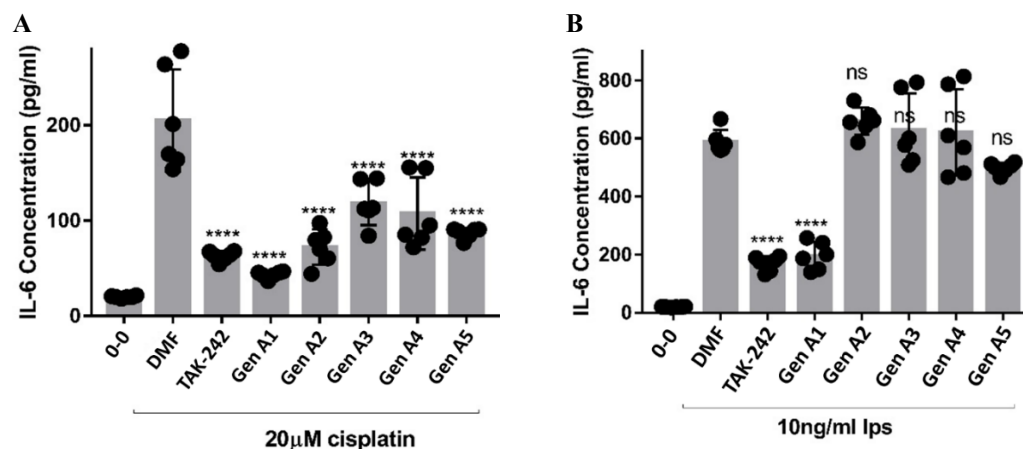 A
IL-6 Concentration (pg/ml)
200
100
0
****
****
****
****
****
****
0-0
DMF
TAK-242
Gen A1
Gen A2
Gen A3
Gen A4
Gen A5
20μM cisplatin
B
IL-6 Concentration (pg/ml)
800
600
400
200
0
****
****
ns
ns
ns
ns
0-0
DMF
TAK-242
Gen A1
Gen A2
Gen A3
Gen A4
Gen A5
10ng/ml lps